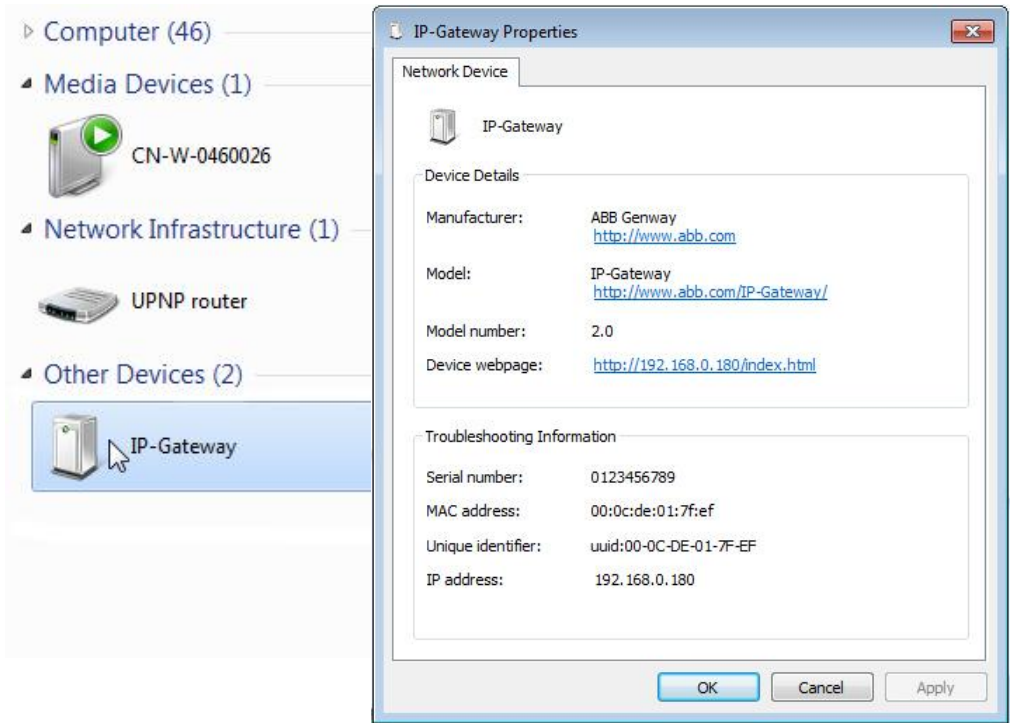 Computer (46)
Media Devices (1)
CN-W-0460026
Network Infrastructure (1)
UPNP router
Other Devices (2)
IP-Gateway
IP-Gateway Properties
Network Device
IP-Gateway
Device Details
Manufacturer: ABB Genway
http://www.abb.com
Model: IP-Gateway
http://www.abb.com/IP-Gateway/
Model number: 2.0
Device webpage: http://192.168.0.180/index.html
Troubleshooting Information
Serial number: 0123456789
MAC address: 00:0c:de:01:7f:ef
Unique identifier: uuid:00-0C-DE-01-7F-EF
IP address: 192.168.0.180
OK Cancel Apply